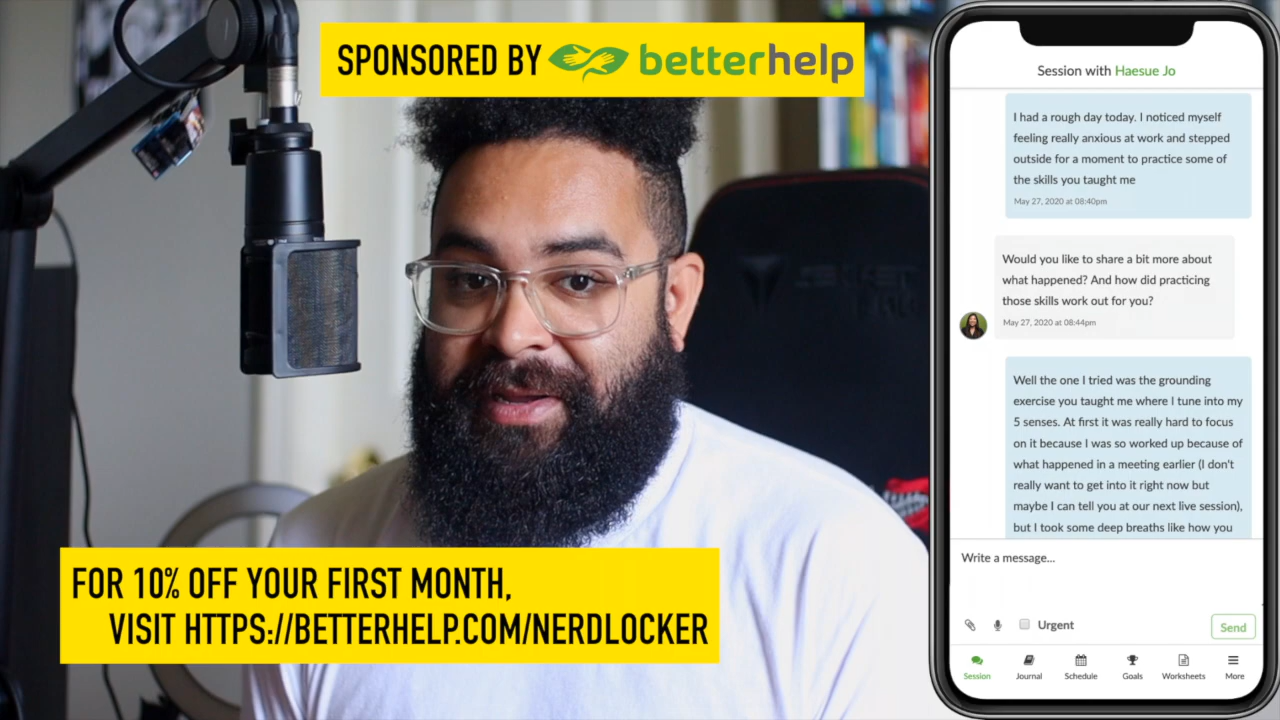 SPONSORED BY betterhelp
Session with Haesue Jo
I had a rough day today. I noticed myself
feeling really anxious at work and stepped
outside for a moment to practice some of
the skills you taught me
May 27, 2020 at 08:40pm
Would you like to share a bit more about
what happened? And how did practicing
those skills work out for you?
May 27, 2020 at 08:44pm
Well the one I tried was the grounding
exercise you taught me where I tune into my
5 senses. At first it was really hard to focus
on it because I was so worked up because of
what happened in a meeting earlier (I don't
really want to get into it right now but
maybe I can tell you at our next live session),
but I took some deep breaths like how you
Write a message...
Urgent
Send
Session Journal Schedule Goals Worksheets More
FOR 10% OFF YOUR FIRST MONTH,
VISIT HTTPS://BETTERHELP.COM/NERDLOCKER